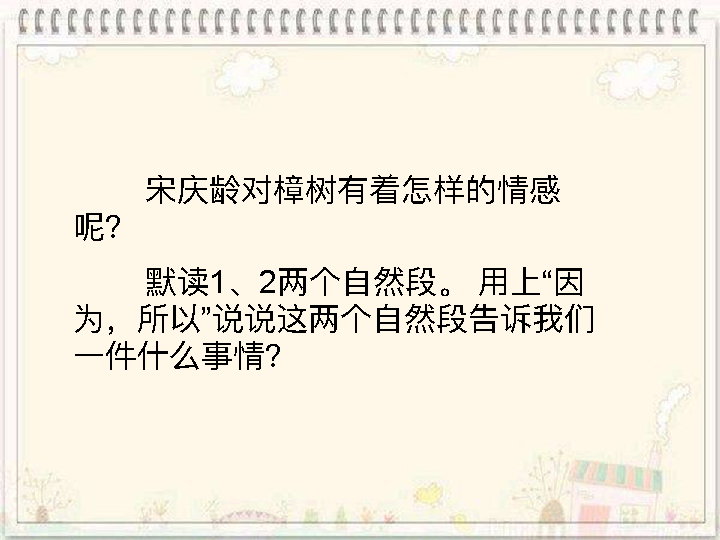 宋庆龄对樟树有着怎样的情感
呢?
默读1、2两个自然段。 用上“因
为，所以”说说这两个自然段告诉我们
一件什么事情?